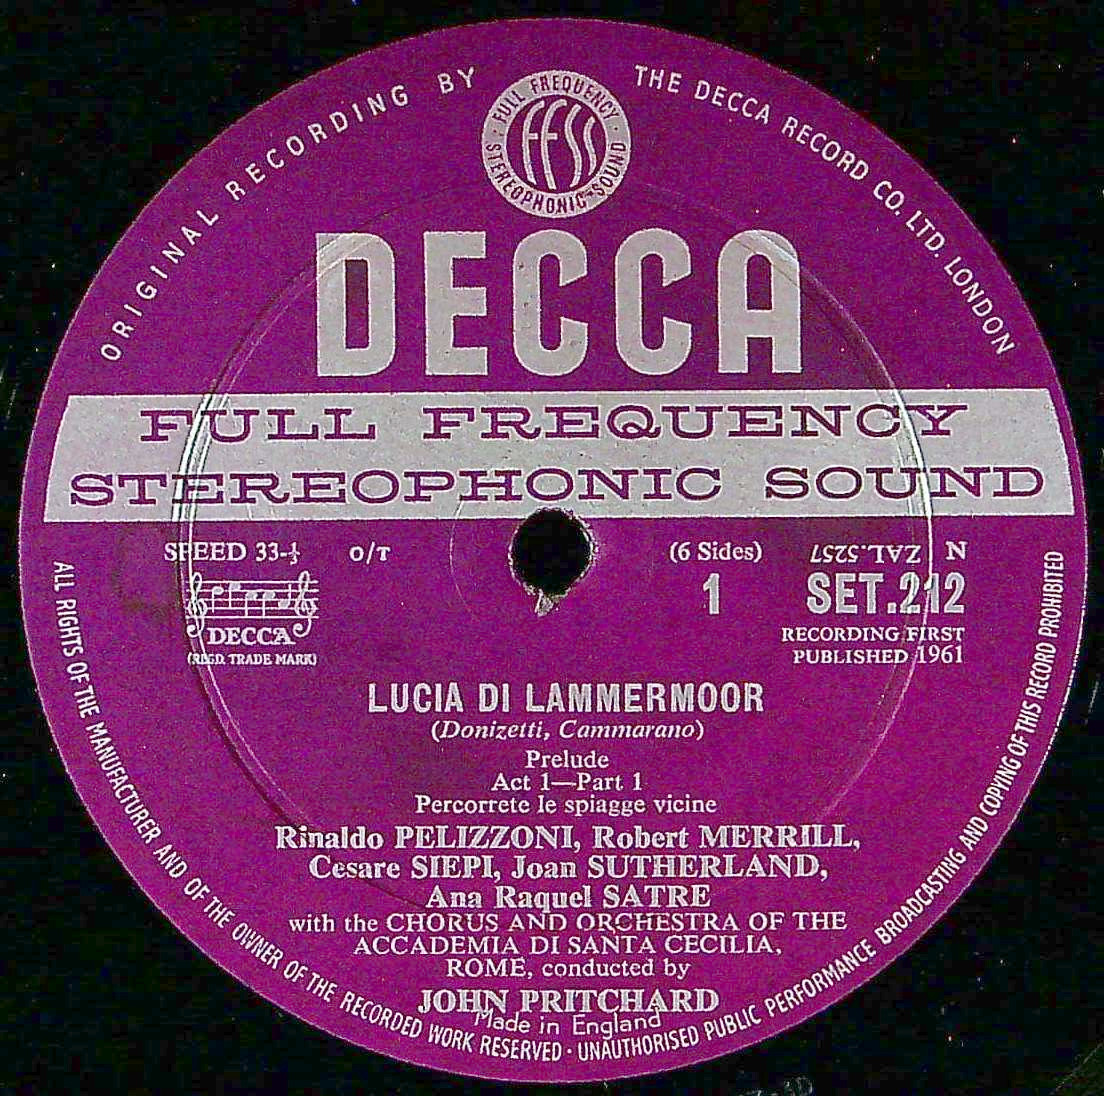 ORIGINAL RECORDING BY
THE DECCA RECORD CO. LTD. LONDON
FULL FREQUENCY
STEREOPHONIC SOUND
FFSS
DECCA
FULL FREQUENCY
STEREOPHONIC SOUND
SPEED 33-⅓ O/T
(6 Sides) ZAL.5257 N
1 SET.212
DECCA
(REGD. TRADE MARK)
RECORDING FIRST
PUBLISHED 1961
LUCIA DI LAMMERMOOR
(Donizetti, Cammarano)
Prelude
Act 1—Part 1
Percorrete le spiagge vicine
Rinaldo PELIZZONI, Robert MERRILL,
Cesare SIEPI, Joan SUTHERLAND,
Ana Raquel SATRE
with the CHORUS AND ORCHESTRA OF THE
ACCADEMIA DI SANTA CECILIA,
ROME, conducted by
JOHN PRITCHARD
Made in England
ALL RIGHTS OF THE MANUFACTURER AND OF THE OWNER OF THE RECORDED WORK RESERVED · UNAUTHORISED PUBLIC PERFORMANCE BROADCASTING AND COPYING OF THIS RECORD PROHIBITED